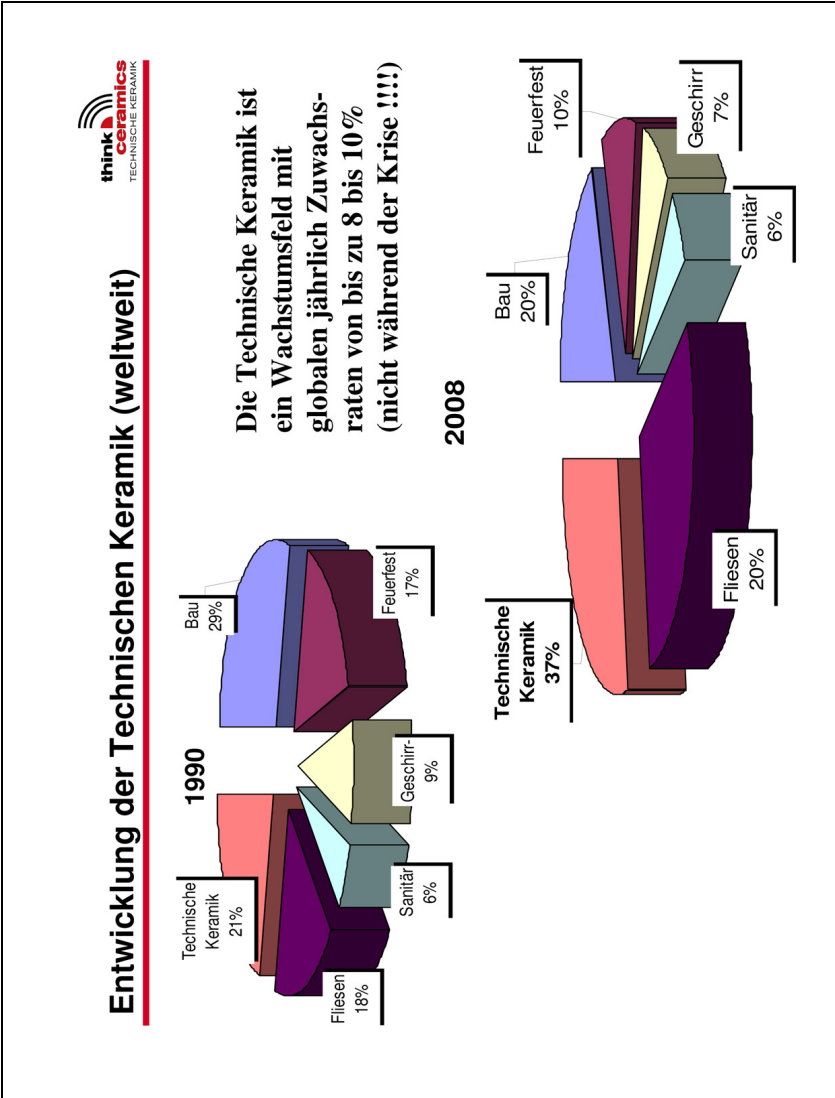 Entwicklung der Technischen Keramik (weltweit)
think
ceramics
TECHNISCHE KERAMIK
1990
Technische
Keramik
21%
Bau
29%
Fliesen
18%
Sanitär
6%
Geschirr-
9%
Feuerfest
17%
Die Technische Keramik ist
ein Wachstumsfeld mit
globalen jährlich Zuwachs-
raten von bis zu 8 bis 10%
(nicht während der Krise !!!!)
2008
Technische
Keramik
37%
Bau
20%
Feuerfest
10%
Fliesen
20%
Sanitär
6%
Geschirr
7%